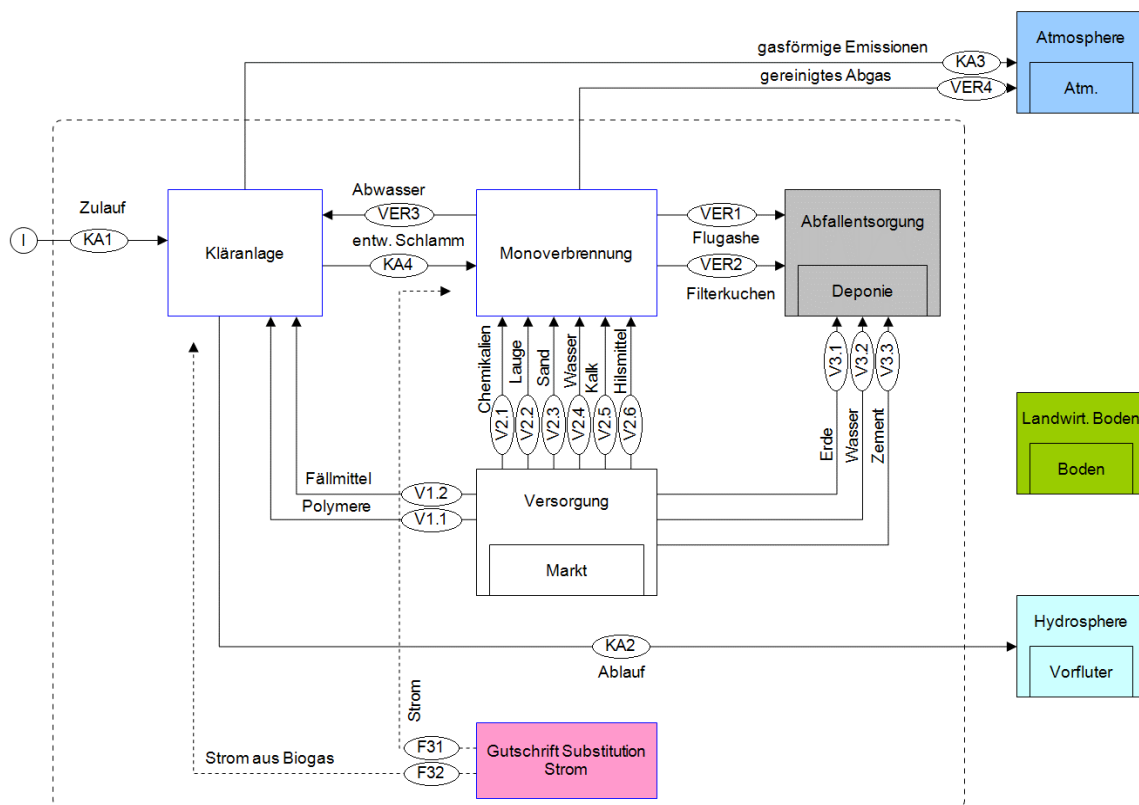 Atmosphere
gasförmige Emissionen
KA3
gereinigtes Abgas
VER4
Atm.
Zulauf
I
KA1
Kläranlage
Abwasser
VER3
entw. Schlamm
KA4
Monoverbrennung
VER1
Flugashe
VER2
Filterkuchen
Abfallentsorgung
Deponie
Chemikalien
Lauge
Sand
Wasser
Kalk
Hilsmittel
V2.1
V2.2
V2.3
V2.4
V2.5
V2.6
V3.1
V3.2
V3.3
Erde
Wasser
Zement
Landwirt. Boden
Boden
Fällmittel
V1.2
Polymere
V1.1
Versorgung
Markt
Hydrosphere
Vorfluter
KA2
Ablauf
Strom
F31
Strom aus Biogas
F32
Gutschrift Substitution
Strom